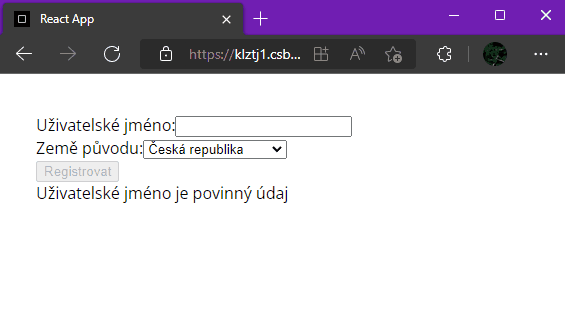 React App
https://klztj1.csb...
Uživatelské jméno:
Země původu: Česká republika
Registrovat
Uživatelské jméno je povinný údaj